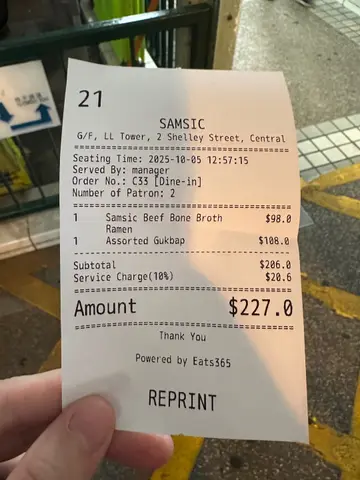 21
SAMSIC
G/F, LL Tower, 2 Shelley Street, Central
Seating Time: 2025-10-05 12:57:15
Served By: manager
Order No.: C33 [Dine-in]
Number of Patron: 2
1 Samsic Beef Bone Broth $98.0
Ramen
1 Assorted Gukbap $108.0
Subtotal $206.0
Service Charge(10%) $20.6
Amount $227.0
Thank You
Powered by Eats365
REPRINT